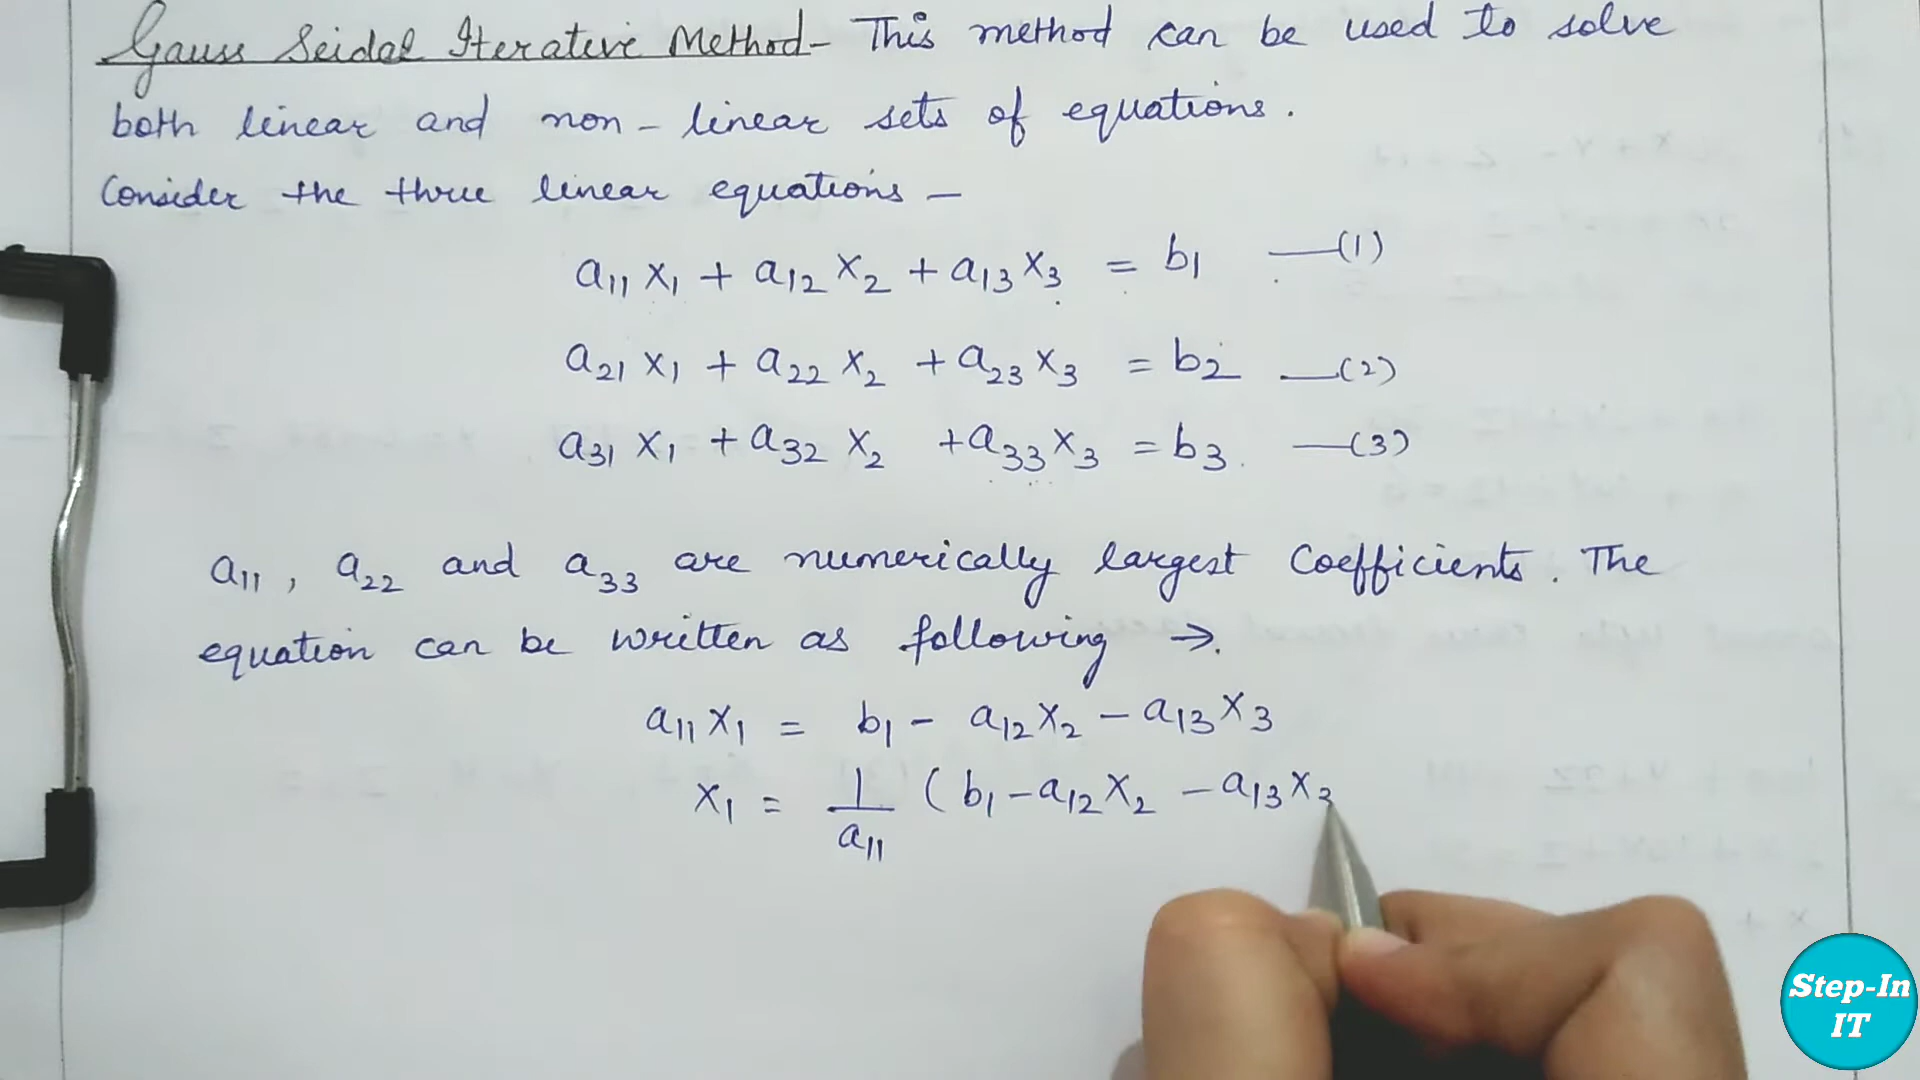 Gauss Seidal Iterative Method- This method can be used to solve
both linear and non-linear sets of equations.
Consider the three linear equations -
a₁₁ x₁ + a₁₂ x₂ + a₁₃ x₃ = b₁ —(1)
a₂₁ x₁ + a₂₂ x₂ + a₂₃ x₃ = b₂ —(2)
a₃₁ x₁ + a₃₂ x₂ + a₃₃ x₃ = b₃ —(3)
a₁₁, a₂₂ and a₃₃ are numerically largest Coefficients. The
equation can be written as following →.
a₁₁ x₁ = b₁ - a₁₂ x₂ - a₁₃ x₃
x₁ = 1/a₁₁ (b₁ - a₁₂ x₂ - a₁₃ x₃
Step-In
IT